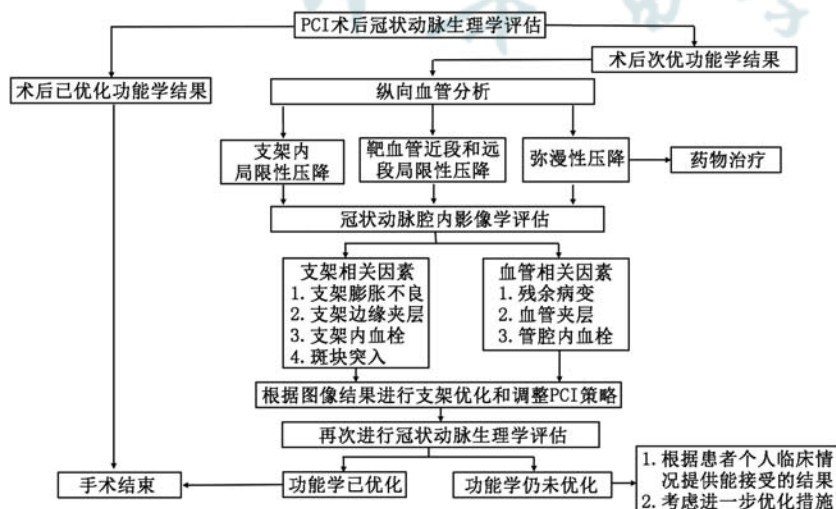 PCI术后冠状动脉生理学评估
术后次优功能学结果
术后已优化功能学结果
纵向血管分析
支架内
局限性压降
靶血管近段和远
段局限性压降
弥漫性压降
药物治疗
冠状动脉腔内影像学评估
支架相关因素
1. 支架膨胀不良
2. 支架边缘夹层
3. 支架内血栓
4. 斑块突入
血管相关因素
1. 残余病变
2. 血管夹层
3. 管腔内血栓
根据图像结果进行支架优化和调整PCI策略
再次进行冠状动脉生理学评估
手术结束
功能学已优化
功能学仍未优化
1. 根据患者个人临床情
况提供能接受的结果
2. 考虑进一步优化措施